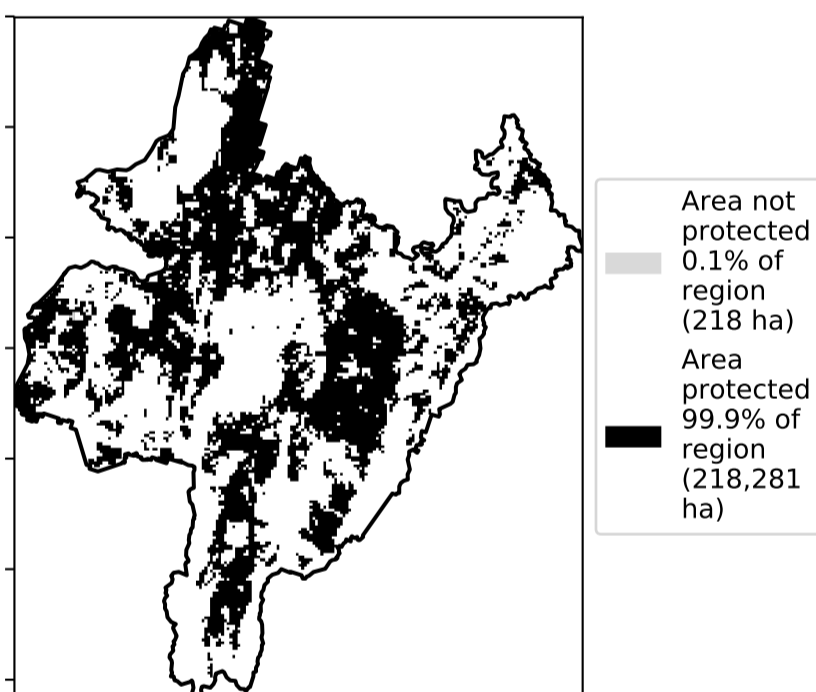 Area not
protected
0.1% of
region
(218 ha)
Area
protected
99.9% of
region
(218,281
ha)